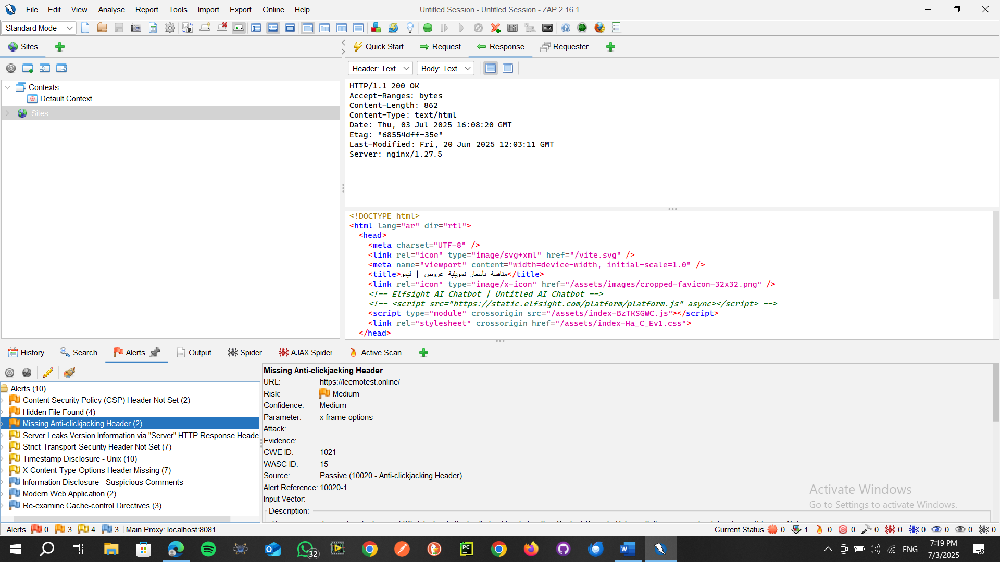 File Edit View Analyse Report Tools Import Export Online Help
Untitled Session - Untitled Session - ZAP 2.16.1
Standard Mode
Sites
Quick Start Request Response Requester
Header: Text Body: Text
Contexts
Default Context
Sites
HTTP/1.1 200 OK
Accept-Ranges: bytes
Content-Length: 862
Content-Type: text/html
Date: Thu, 03 Jul 2025 16:08:20 GMT
Etag: "68554dff-35e"
Last-Modified: Fri, 20 Jun 2025 12:03:11 GMT
Server: nginx/1.27.5
<!DOCTYPE html>
<html lang="ar" dir="rtl">
<head>
<meta charset="UTF-8" />
<link rel="icon" type="image/svg+xml" href="/vite.svg" />
<meta name="viewport" content="width=device-width, initial-scale=1.0" />
<title>ليمو | عروض تمويلية بأسعار منافسة</title>
<link rel="icon" type="image/x-icon" href="/assets/images/cropped-favicon-32x32.png" />
<!-- Elfsight AI Chatbot | Untitled AI Chatbot -->
<!-- <script src="https://static.elfsight.com/platform/platform.js" async></script> -->
<script type="module" crossorigin src="/assets/index-BzTKSGWC.js"></script>
<link rel="stylesheet" crossorigin href="/assets/index-Ha_C_Ev1.css">
</head>
History Search Alerts Output Spider AJAX Spider Active Scan
Alerts (10)
Content Security Policy (CSP) Header Not Set (2)
Hidden File Found (4)
Missing Anti-clickjacking Header (2)
Server Leaks Version Information via "Server" HTTP Response Heade
Strict-Transport-Security Header Not Set (7)
Timestamp Disclosure - Unix (10)
X-Content-Type-Options Header Missing (7)
Information Disclosure - Suspicious Comments
Modern Web Application (2)
Re-examine Cache-control Directives (3)
Missing Anti-clickjacking Header
URL: https://leemotest.online/
Risk: Medium
Confidence: Medium
Parameter: x-frame-options
Attack:
Evidence:
CWE ID: 1021
WASC ID: 15
Source: Passive (10020 - Anti-clickjacking Header)
Alert Reference: 10020-1
Input Vector:
Description:
Activate Windows
Go to Settings to activate Windows.
Alerts 0 3 4 3 Main Proxy: localhost:8081
Current Status 0 1 0 0 0 0 0 0 0 0
32
PC
ENG
7:19 PM
7/3/2025